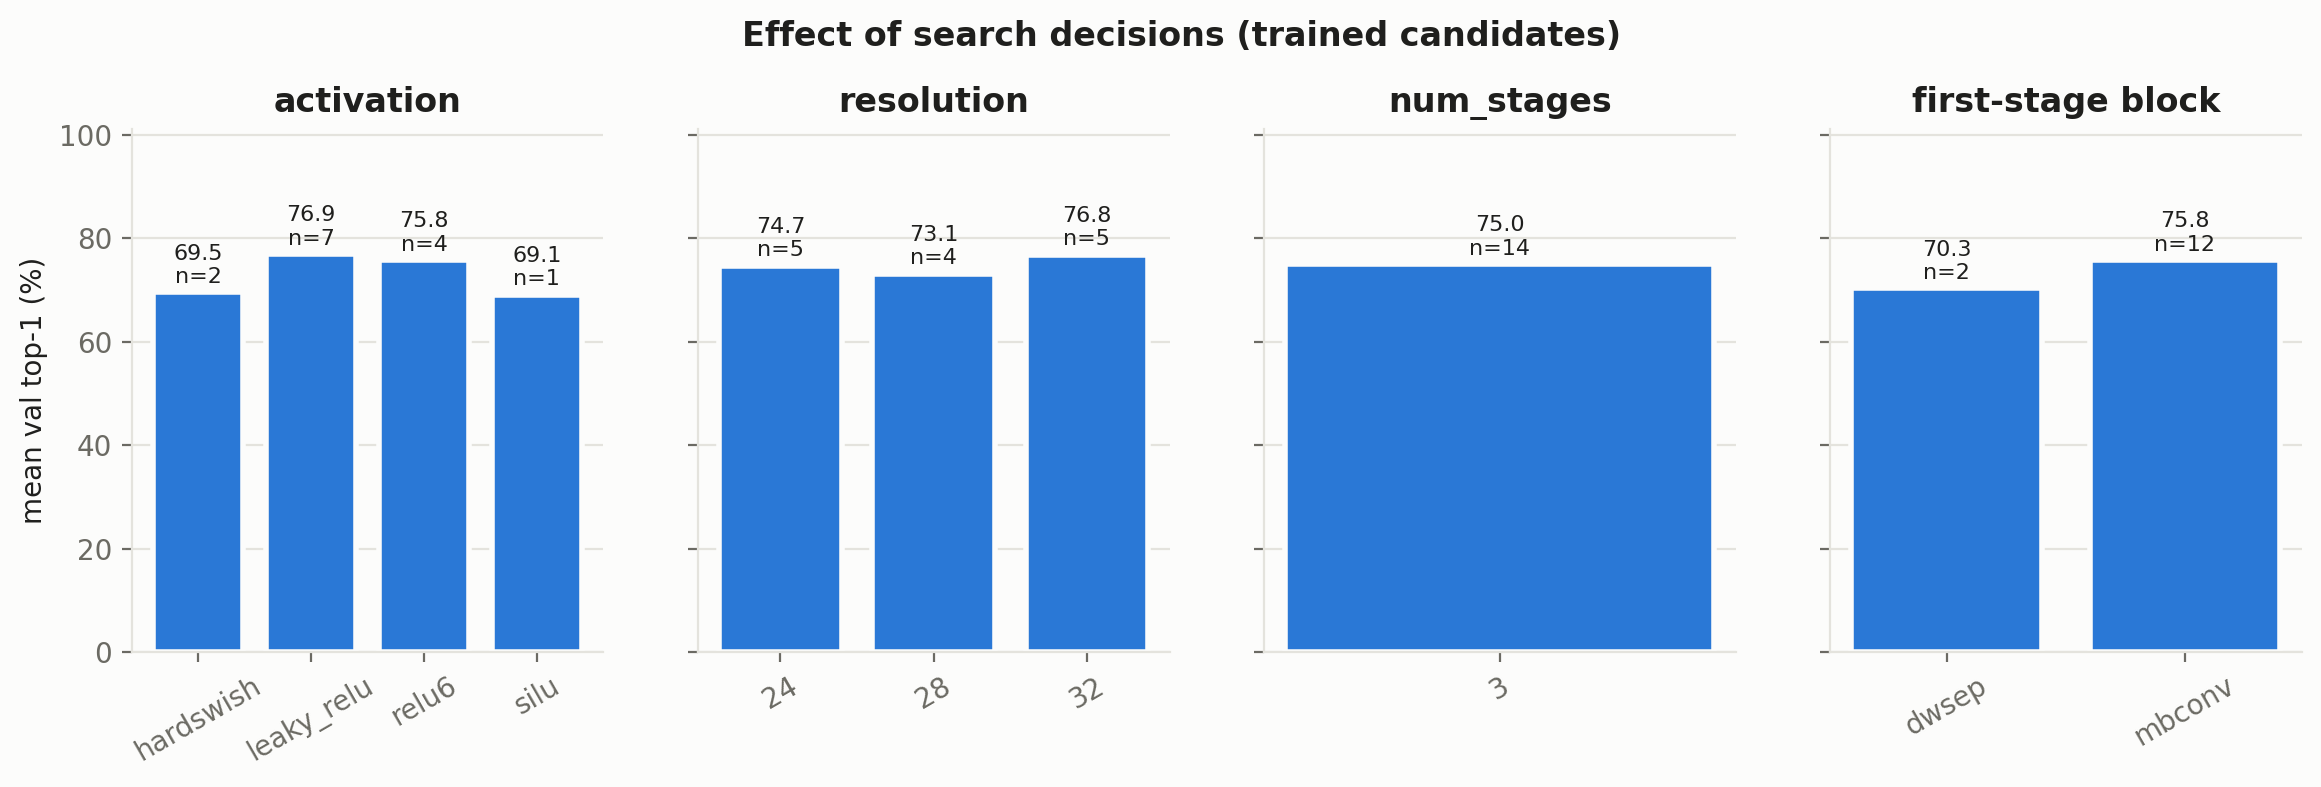 Effect of search decisions (trained candidates)
activation
mean val top-1 (%)
100
80
60
40
20
0
69.5
n=2
76.9
n=7
75.8
n=4
69.1
n=1
hardswish
leaky_relu
relu6
silu
resolution
74.7
n=5
73.1
n=4
76.8
n=5
24
28
32
num_stages
75.0
n=14
3
first-stage block
70.3
n=2
75.8
n=12
dwsep
mbconv